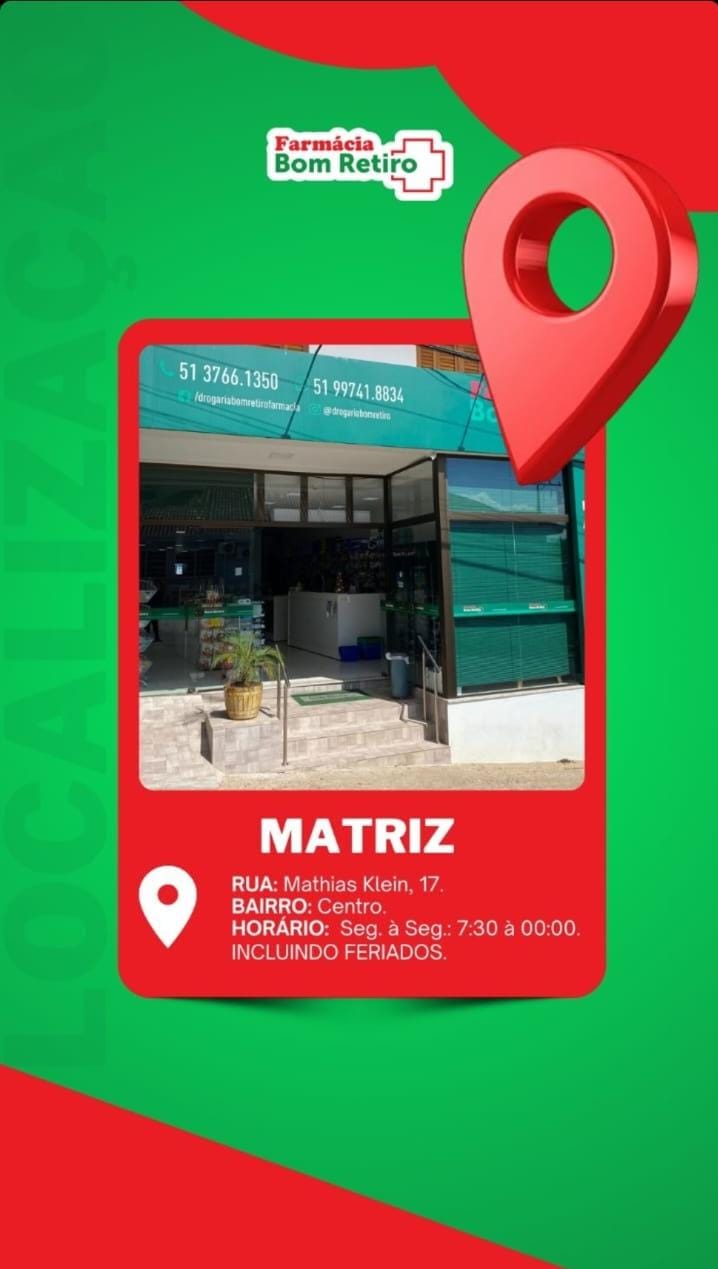 Farmácia
Bom Retiro
LOCALIZAÇÃO
51 3766.1350
51 99741.8834
/drogariabomretirofarmacia
@drogariabomretiro
MATRIZ
RUA: Mathias Klein, 17.
BAIRRO: Centro.
HORÁRIO: Seg. à Seg.: 7:30 à 00:00.
INCLUINDO FERIADOS.